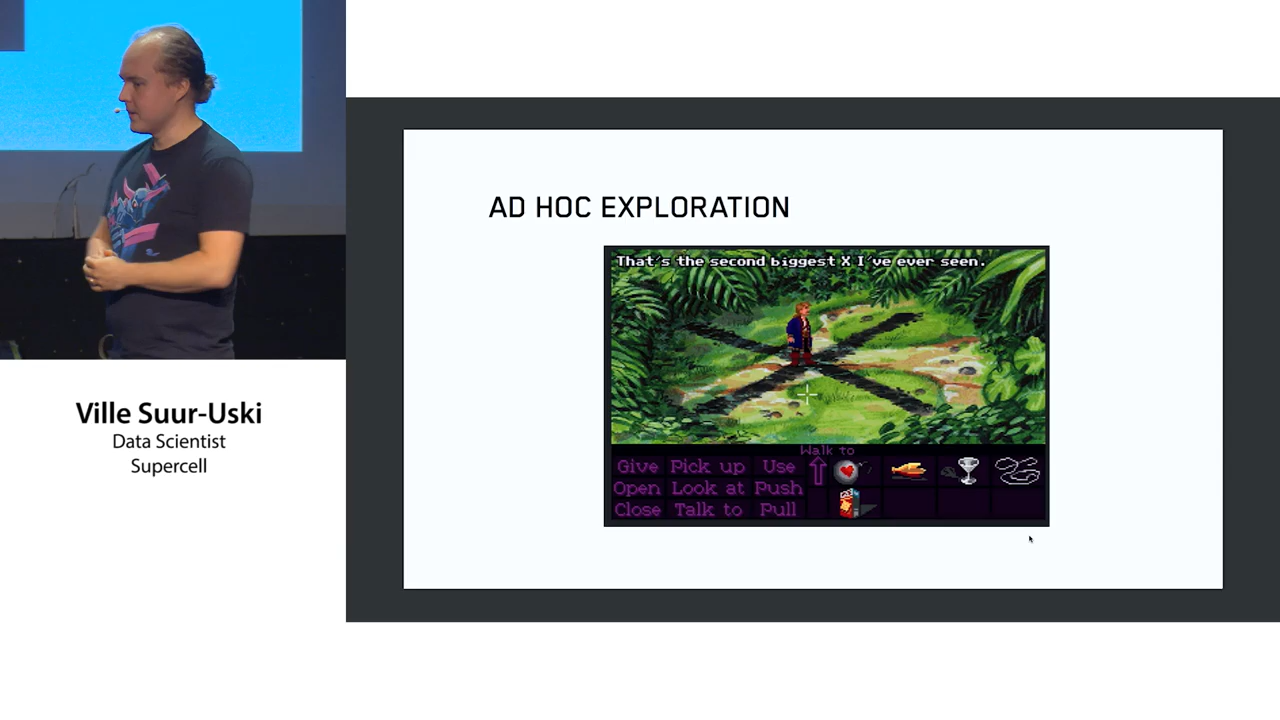 Ville Suur-Uski
Data Scientist
Supercell
AD HOC EXPLORATION
That's the second biggest X I've ever seen.
Walk to
Give Pick up Use
Open Look at Push
Close Talk to Pull